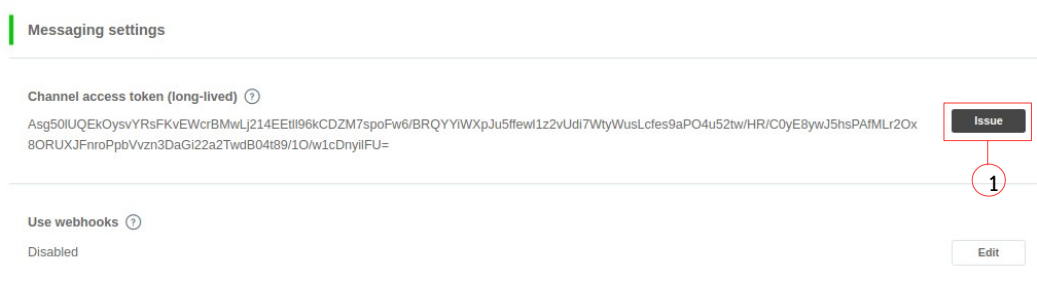 Messaging settings
Channel access token (long-lived) ?
Asg50lUQEkOysvYRsFKvEWcrBMwLj214EEtll96kCDZM7spoFw6/BRQYYiWXpJu5ffewl1z2vUdi7WtyWusLcfes9aPO4u52tw/HR/C0yE8ywJ5hsPAfMLr2Ox
8ORUXJFnroPpbVvzn3DaGi22a2TwdB04t89/1O/w1cDnyilFU=
Issue
1
Use webhooks ?
Disabled
Edit